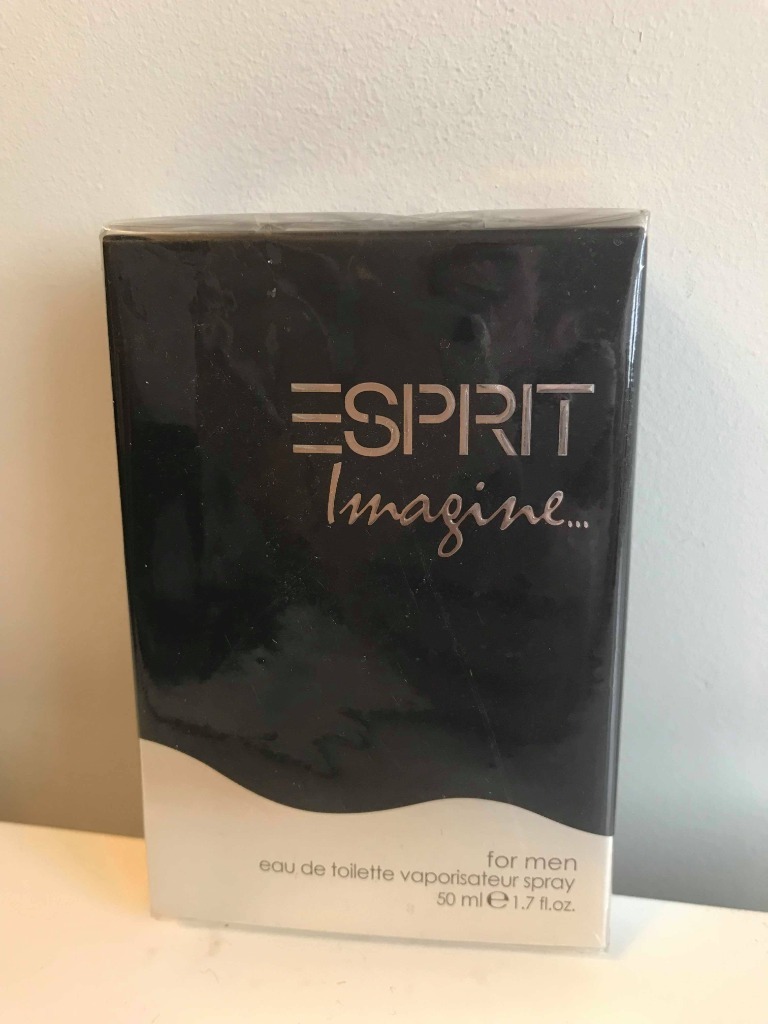 ESPRIT
Imagine...
for men
eau de toilette vaporisateur spray
50 ml e 1.7 fl.oz.